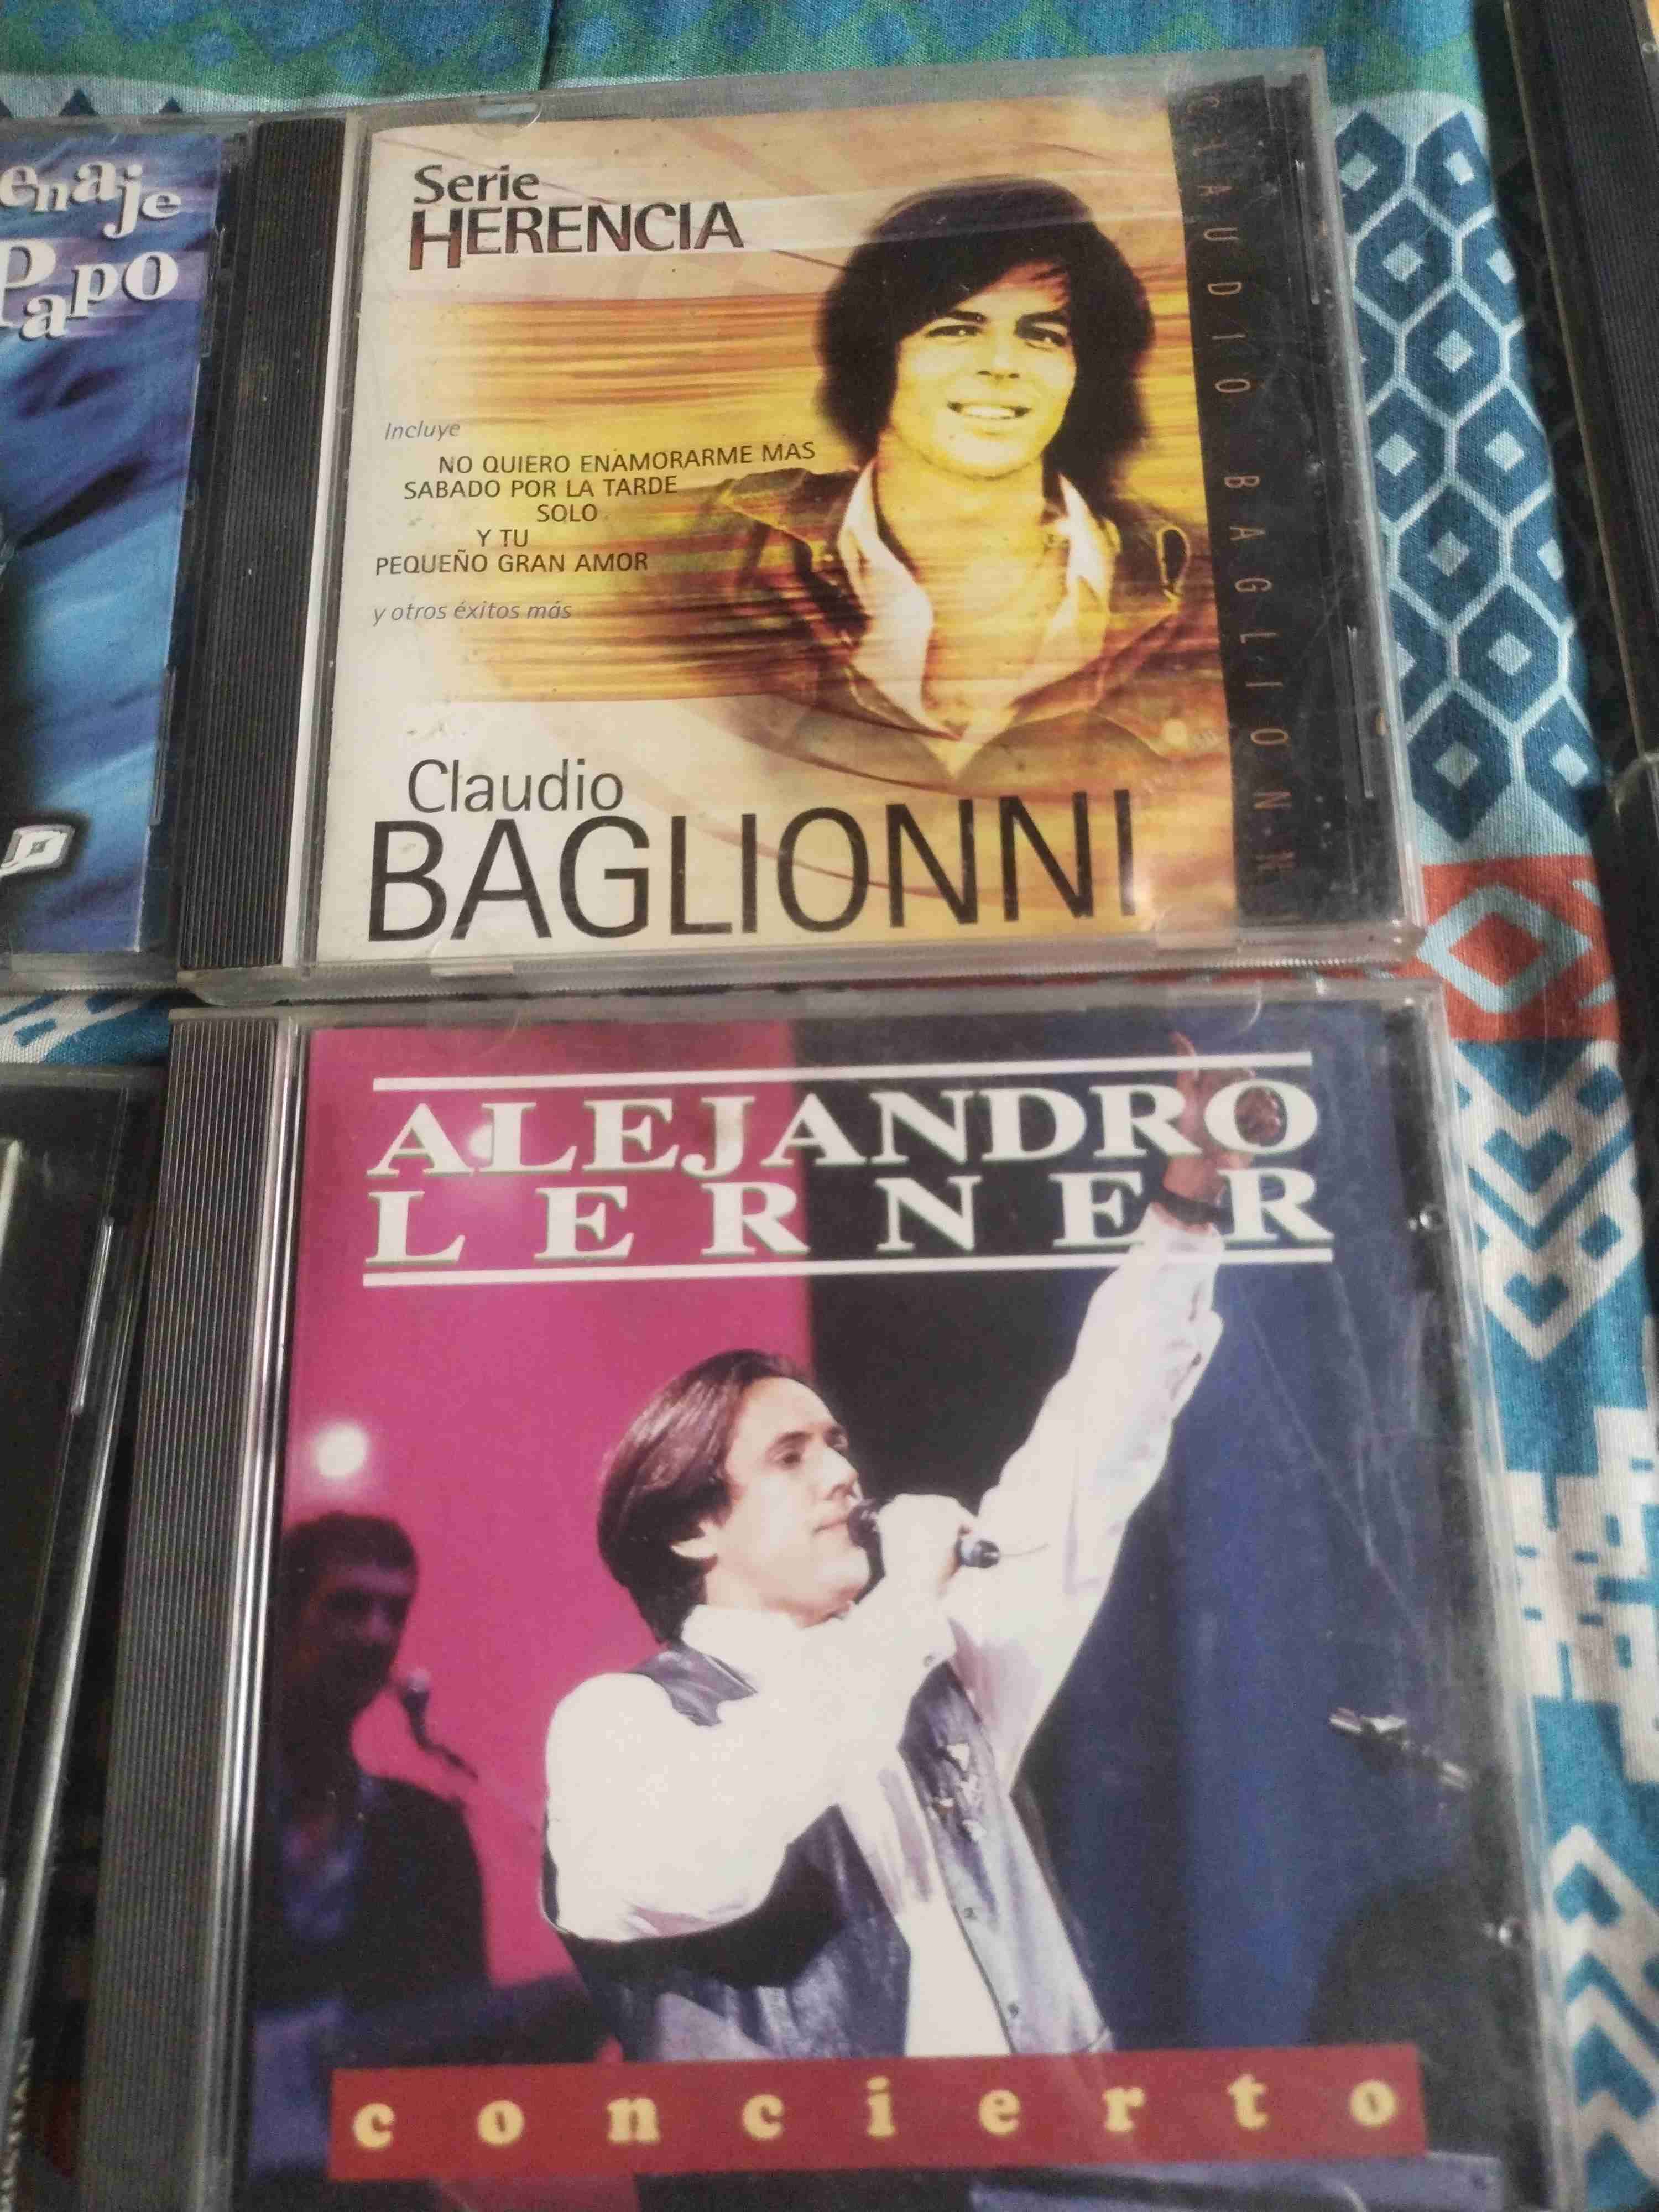 enaje
Papo
Serie
HERENCIA
Incluye
NO QUIERO ENAMORARME MAS
SABADO POR LA TARDE
SOLO
Y TU
PEQUEÑO GRAN AMOR
y otros éxitos más
Claudio
BAGLIONNI
CLAUDIO BAGLIONNI
ALEJANDRO
LERNER
concierto